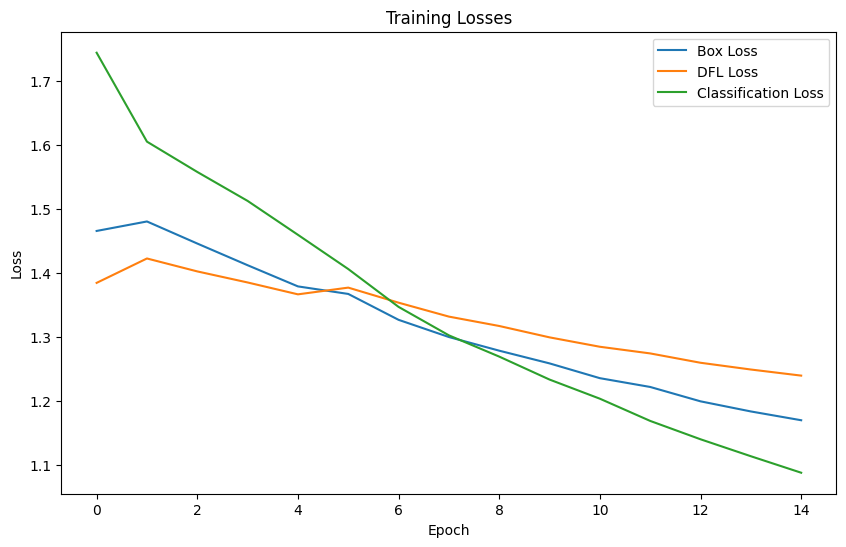 Training Losses
Box Loss
DFL Loss
Classification Loss
Loss
1.7
1.6
1.5
1.4
1.3
1.2
1.1
0 2 4 6 8 10 12 14
Epoch